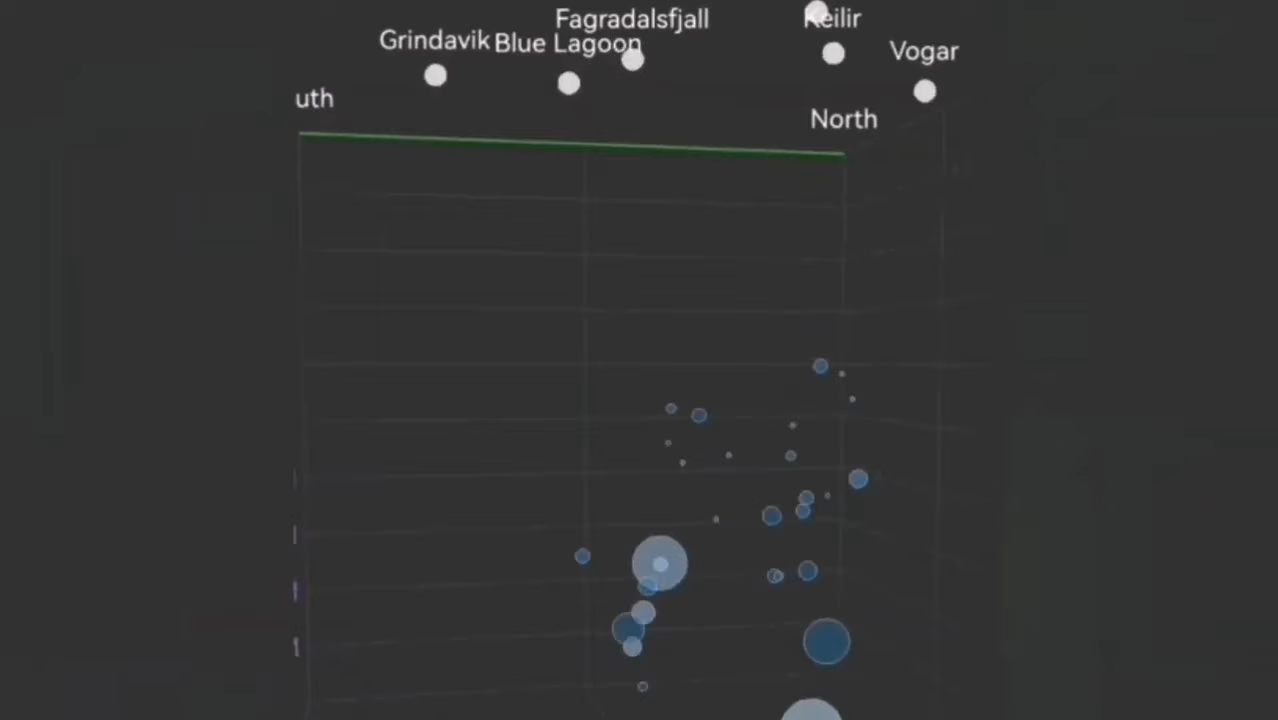 Fagradalsfjall
Keilir
Grindavik
Blue Lagoon
Vogar
uth
North